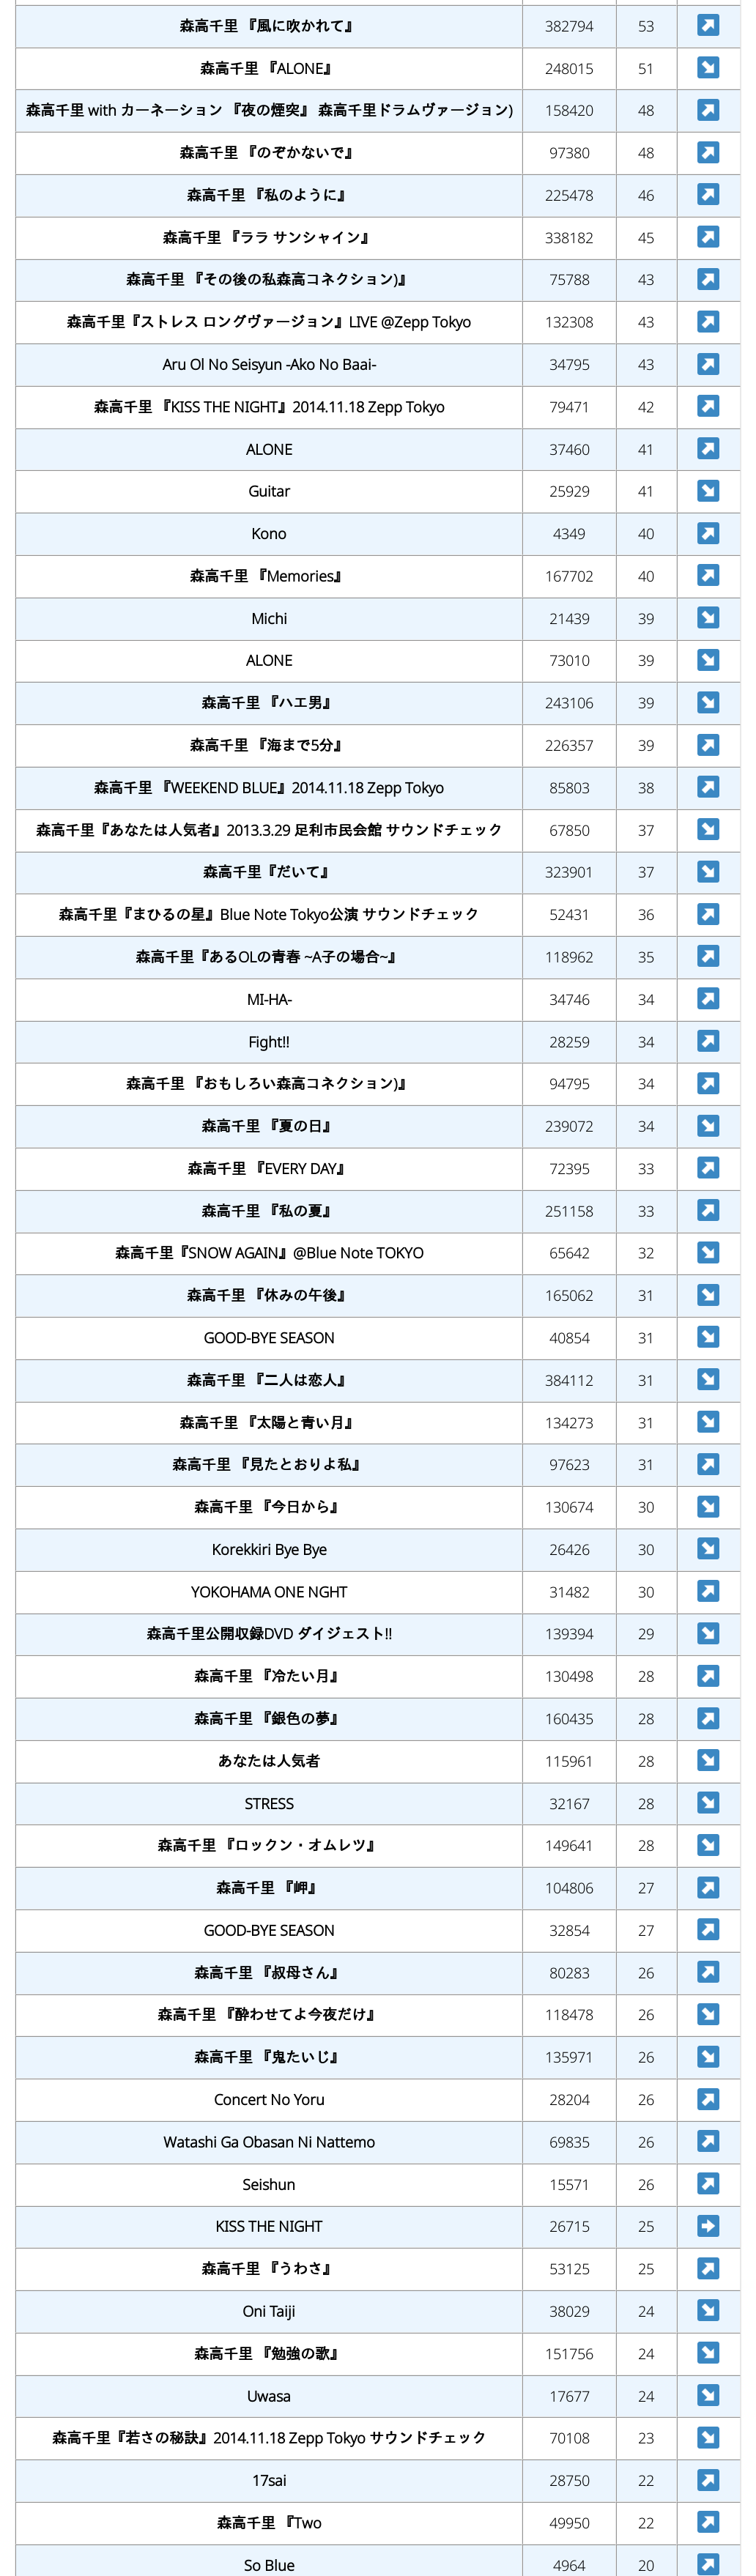 森高千里 『風に吹かれて』 382794 53
森高千里 『ALONE』 248015 51
森高千里 with カーネーション 『夜の煙突』 森高千里ドラムヴァージョン) 158420 48
森高千里 『のぞかないで』 97380 48
森高千里 『私のように』 225478 46
森高千里 『ララ サンシャイン』 338182 45
森高千里 『その後の私森高コネクション)』 75788 43
森高千里『ストレス ロングヴァージョン』LIVE @Zepp Tokyo 132308 43
Aru Ol No Seisyun -Ako No Baai- 34795 43
森高千里 『KISS THE NIGHT』2014.11.18 Zepp Tokyo 79471 42
ALONE 37460 41
Guitar 25929 41
Kono 4349 40
森高千里 『Memories』 167702 40
Michi 21439 39
ALONE 73010 39
森高千里 『ハエ男』 243106 39
森高千里 『海まで5分』 226357 39
森高千里 『WEEKEND BLUE』2014.11.18 Zepp Tokyo 85803 38
森高千里『あなたは人気者』2013.3.29 足利市民会館 サウンドチェック 67850 37
森高千里『だいて』 323901 37
森高千里『まひるの星』Blue Note Tokyo公演 サウンドチェック 52431 36
森高千里『あるOLの青春 ~A子の場合~』 118962 35
MI-HA- 34746 34
Fight!! 28259 34
森高千里 『おもしろい森高コネクション)』 94795 34
森高千里 『夏の日』 239072 34
森高千里 『EVERY DAY』 72395 33
森高千里 『私の夏』 251158 33
森高千里『SNOW AGAIN』@Blue Note TOKYO 65642 32
森高千里 『休みの午後』 165062 31
GOOD-BYE SEASON 40854 31
森高千里 『二人は恋人』 384112 31
森高千里 『太陽と青い月』 134273 31
森高千里 『見たとおりよ私』 97623 31
森高千里 『今日から』 130674 30
Korekkiri Bye Bye 26426 30
YOKOHAMA ONE NGHT 31482 30
森高千里公開収録DVD ダイジェスト!! 139394 29
森高千里 『冷たい月』 130498 28
森高千里 『銀色の夢』 160435 28
あなたは人気者 115961 28
STRESS 32167 28
森高千里 『ロックン・オムレツ』 149641 28
森高千里 『岬』 104806 27
GOOD-BYE SEASON 32854 27
森高千里 『叔母さん』 80283 26
森高千里 『酔わせてよ今夜だけ』 118478 26
森高千里 『鬼たいじ』 135971 26
Concert No Yoru 28204 26
Watashi Ga Obasan Ni Nattemo 69835 26
Seishun 15571 26
KISS THE NIGHT 26715 25
森高千里 『うわさ』 53125 25
Oni Taiji 38029 24
森高千里 『勉強の歌』 151756 24
Uwasa 17677 24
森高千里『若さの秘訣』2014.11.18 Zepp Tokyo サウンドチェック 70108 23
17sai 28750 22
森高千里 『Two 49950 22
So Blue 4964 20